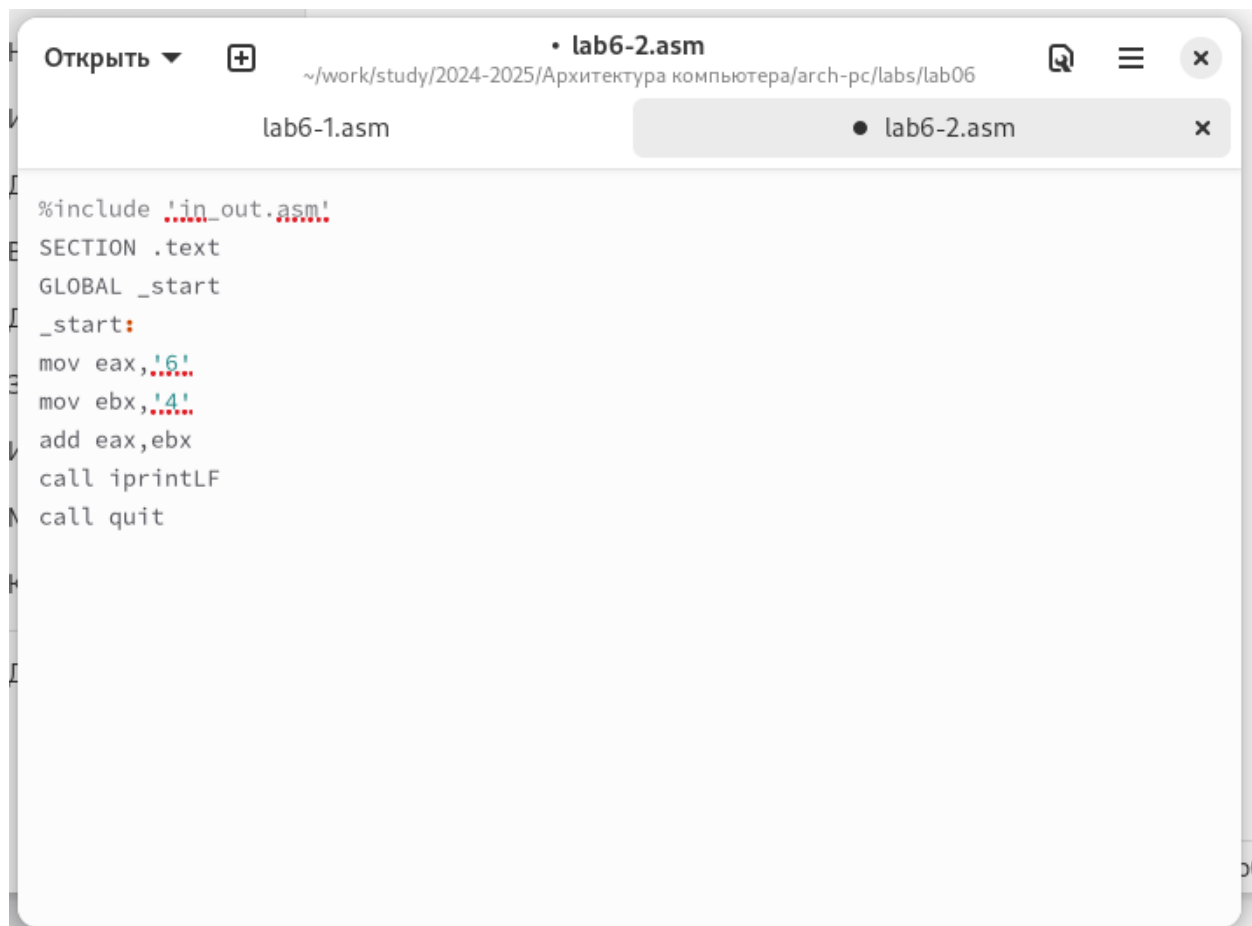 Открыть
• lab6-2.asm
~/work/study/2024-2025/Архитектура компьютера/arch-pc/labs/lab06
lab6-1.asm
● lab6-2.asm
%include 'in_out.asm'
SECTION .text
GLOBAL _start
_start:
mov eax,'6'
mov ebx,'4'
add eax,ebx
call iprintLF
call quit